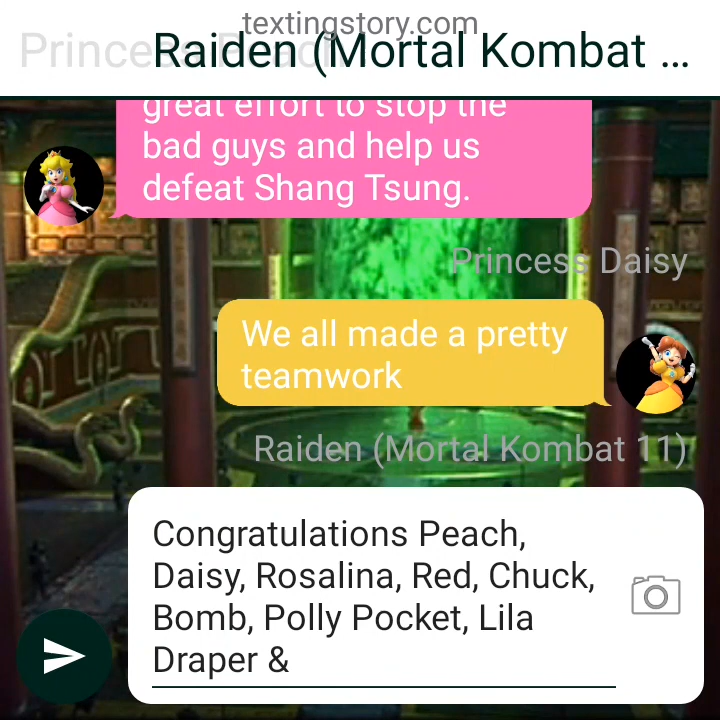 textingstory.com
Raiden (Mortal Kombat ...
great effort to stop the
bad guys and help us
defeat Shang Tsung.
Princess Daisy
We all made a pretty
teamwork
Raiden (Mortal Kombat 11)
Congratulations Peach,
Daisy, Rosalina, Red, Chuck,
Bomb, Polly Pocket, Lila
Draper &